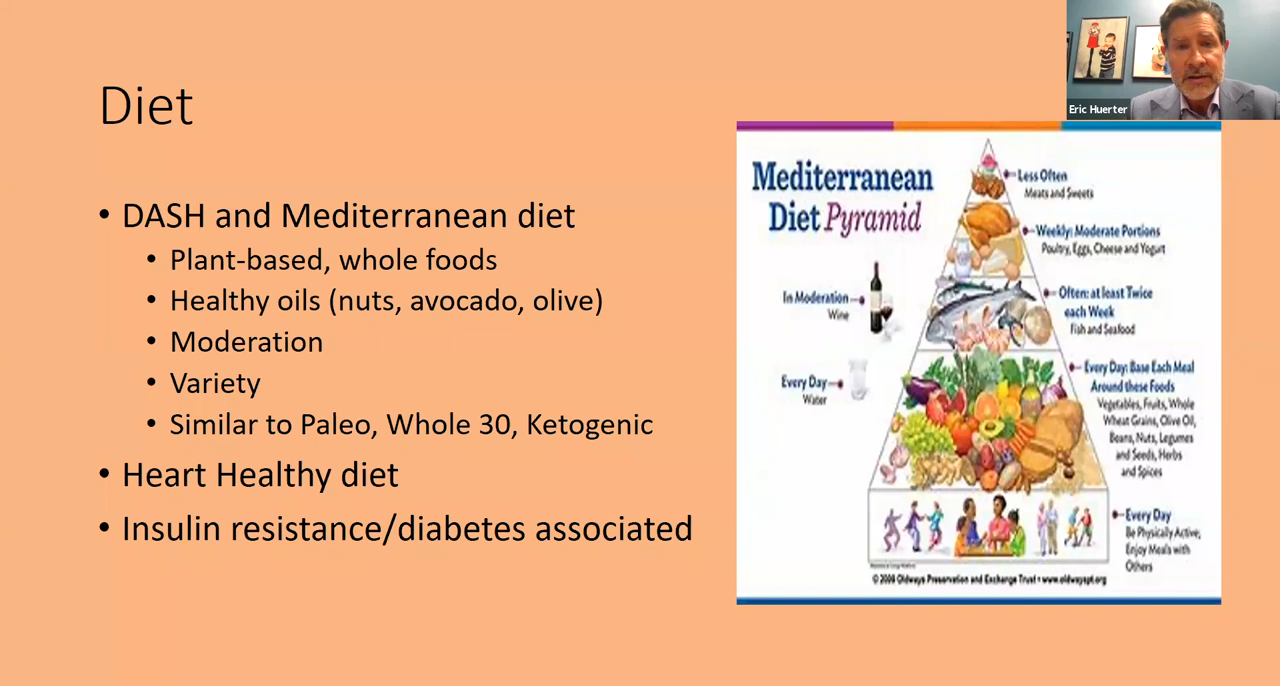 Diet
• DASH and Mediterranean diet
• Plant-based, whole foods
• Healthy oils (nuts, avocado, olive)
• Moderation
• Variety
• Similar to Paleo, Whole 30, Ketogenic
• Heart Healthy diet
• Insulin resistance/diabetes associated
Eric Huerter
Mediterranean
Diet Pyramid
Less Often
Meats and Sweets
Weekly: Moderate Portions
Poultry, Eggs, Cheese and Yogurt
In Moderation
Wine
Often: at least Twice
each Week
Fish and Seafood
Every Day
Water
Every Day: Base Each Meal
Around these Foods
Vegetables, Fruits, Whole
Wheat Grains, Olive Oil,
Beans, Nuts, Legumes
and Seeds, Herbs
and Spices
Every Day
Be Physically Active;
Enjoy Meals with
Others
Oldways Preservation and Exchange Trust • www.oldwayspt.org